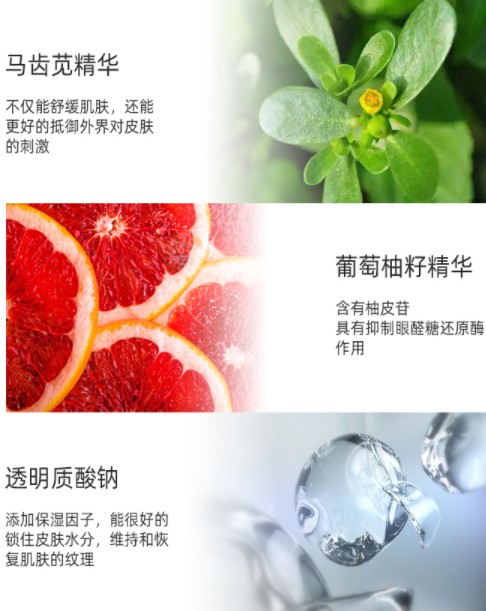 马齿苋精华
不仅能舒缓肌肤，还能
更好的抵御外界对皮肤
的刺激
葡萄柚籽精华
含有柚皮苷
具有抑制眼醛糖还原酶
作用
透明质酸钠
添加保湿因子，能很好的
锁住皮肤水分，维持和恢
复肌肤的纹理